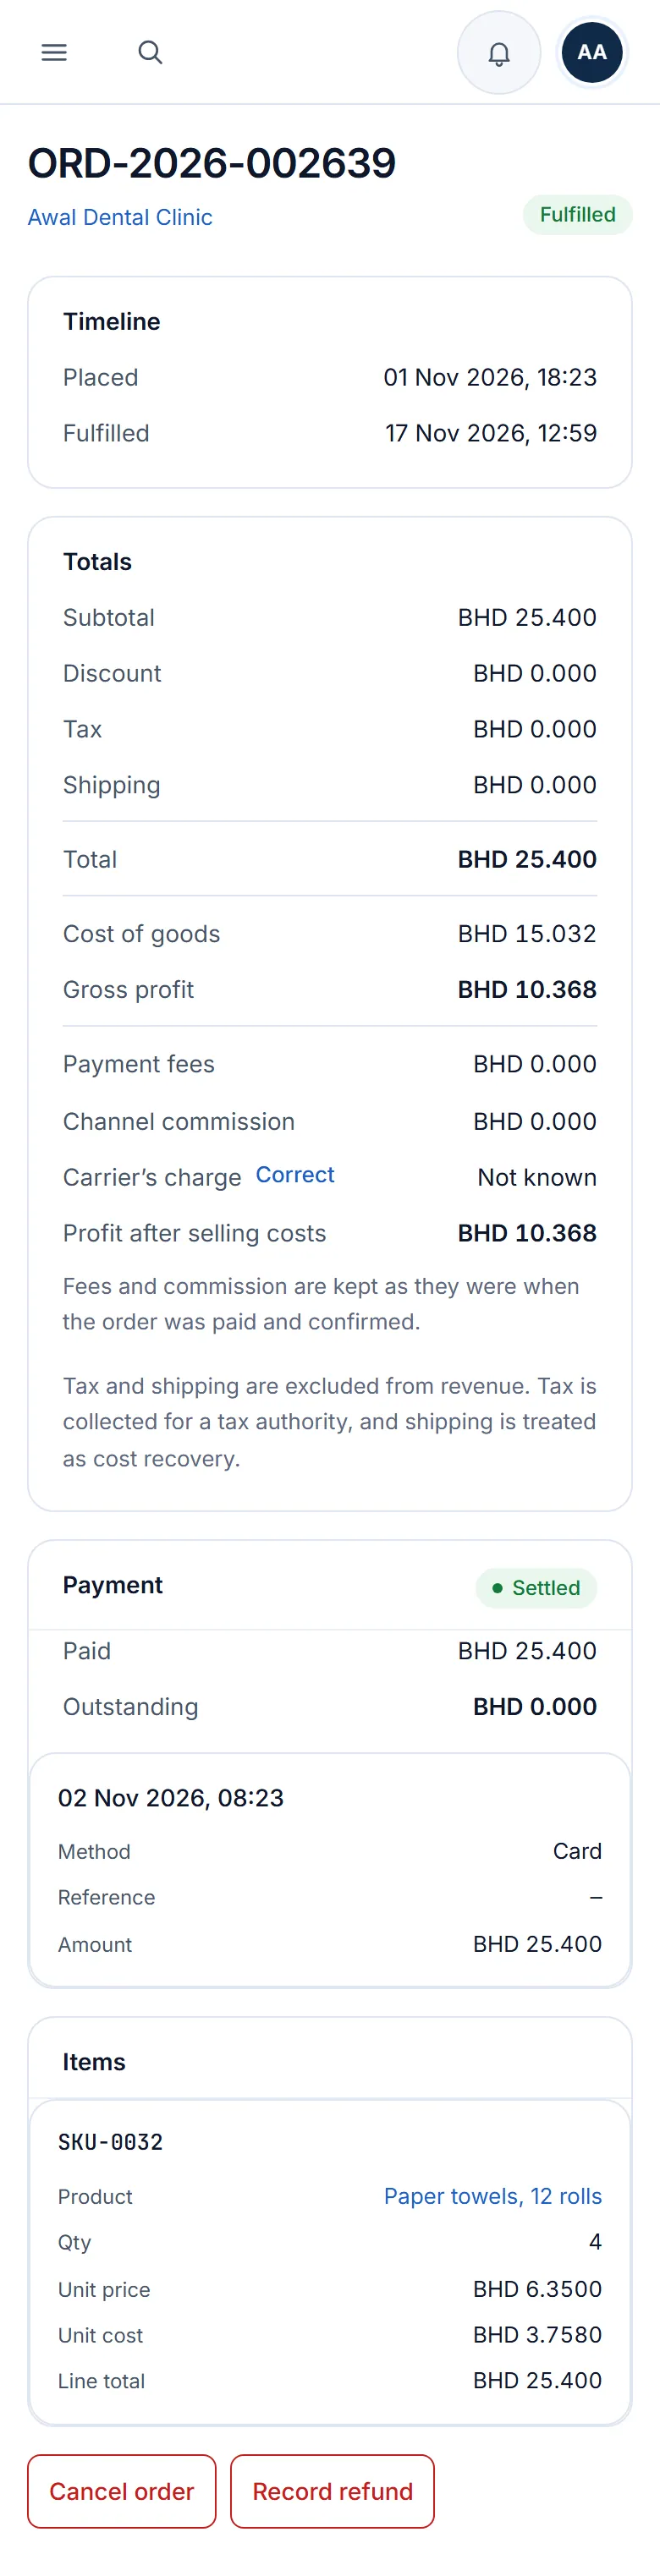 AA
ORD-2026-002639
Awal Dental Clinic
Fulfilled
Timeline
Placed 01 Nov 2026, 18:23
Fulfilled 17 Nov 2026, 12:59
Totals
Subtotal BHD 25.400
Discount BHD 0.000
Tax BHD 0.000
Shipping BHD 0.000
Total BHD 25.400
Cost of goods BHD 15.032
Gross profit BHD 10.368
Payment fees BHD 0.000
Channel commission BHD 0.000
Carrier’s charge Correct Not known
Profit after selling costs BHD 10.368
Fees and commission are kept as they were when
the order was paid and confirmed.
Tax and shipping are excluded from revenue. Tax is
collected for a tax authority, and shipping is treated
as cost recovery.
Payment Settled
Paid BHD 25.400
Outstanding BHD 0.000
02 Nov 2026, 08:23
Method Card
Reference –
Amount BHD 25.400
Items
SKU-0032
Product Paper towels, 12 rolls
Qty 4
Unit price BHD 6.3500
Unit cost BHD 3.7580
Line total BHD 25.400
Cancel order Record refund